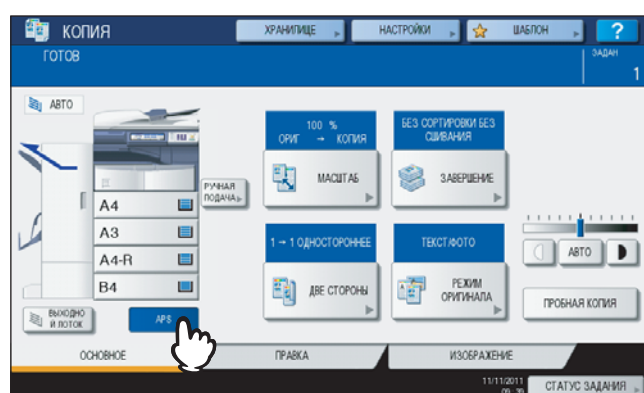 КОПИЯ
ХРАНИЛИЩЕ
НАСТРОЙКИ
ШАБЛОН
?
ГОТОВ
ЗАДАН
1
АВТО
100 %
ОРИГ → КОПИЯ
МАСШТАБ
БЕЗ СОРТИРОВКИ БЕЗ
СШИВАНИЯ
ЗАВЕРШЕНИЕ
РУЧНАЯ
ПОДАЧА
A4
A3
A4-R
B4
1 → 1 ОДНОСТОРОННЕЕ
ДВЕ СТОРОНЫ
ТЕКСТ/ФОТО
РЕЖИМ
ОРИГИНАЛА
АВТО
ПРОБНАЯ КОПИЯ
ВЫХОДНО
Й ЛОТОК
APS
ОСНОВНОЕ
ПРАВКА
ИЗОБРАЖЕНИЕ
11/11/2011
СТАТУС ЗАДАНИЯ